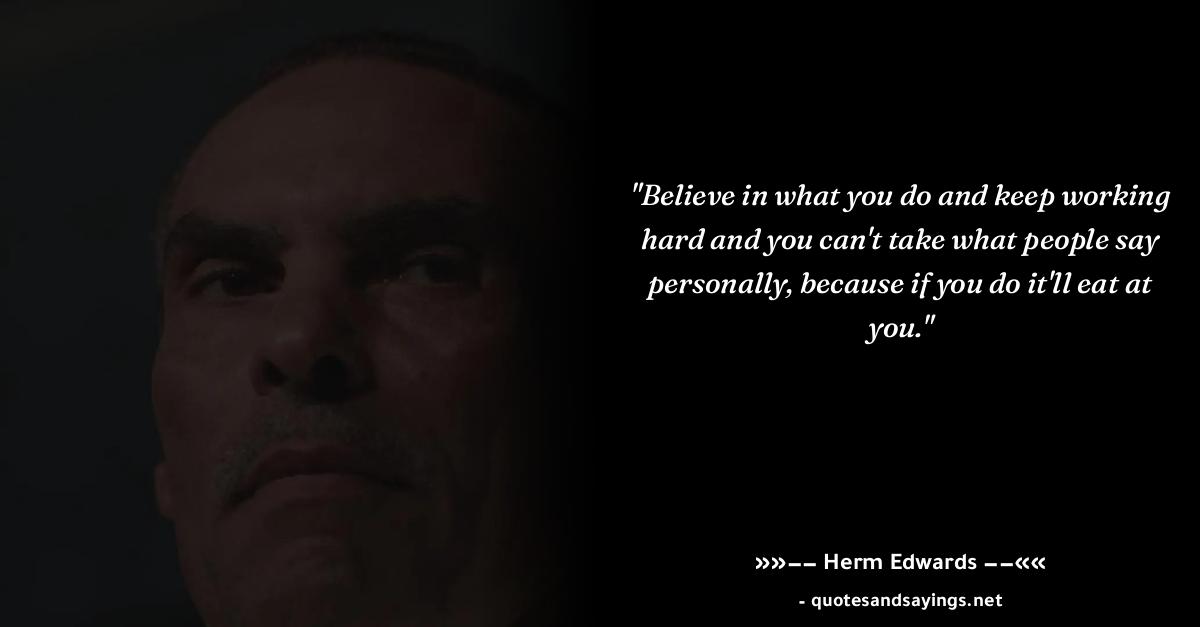 "Believe in what you do and keep working
hard and you can't take what people say
personally, because if you do it'll eat at
you."
»»−− Herm Edwards −−««
- quotesandsayings.net